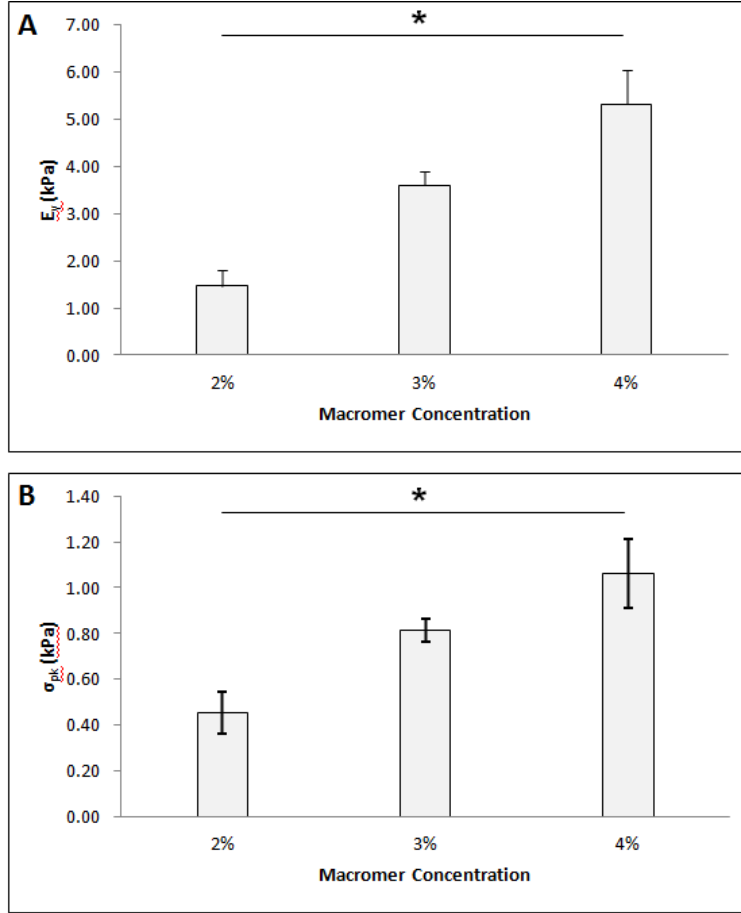 A
*
7.00
6.00
5.00
4.00
3.00
2.00
1.00
0.00
E_y (kPa)
2% 3% 4%
Macromer Concentration
B
*
1.40
1.20
1.00
0.80
0.60
0.40
0.20
0.00
σ_pk (kPa)
2% 3% 4%
Macromer Concentration